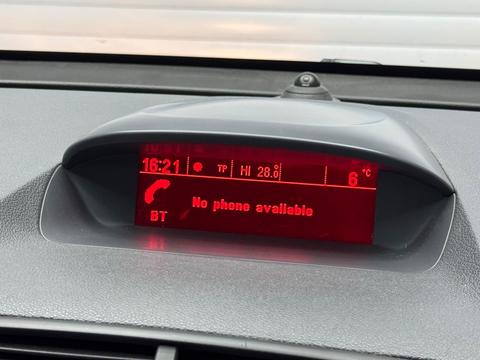 16:21 TP HI 28.0 °C
6
No phone available
BT